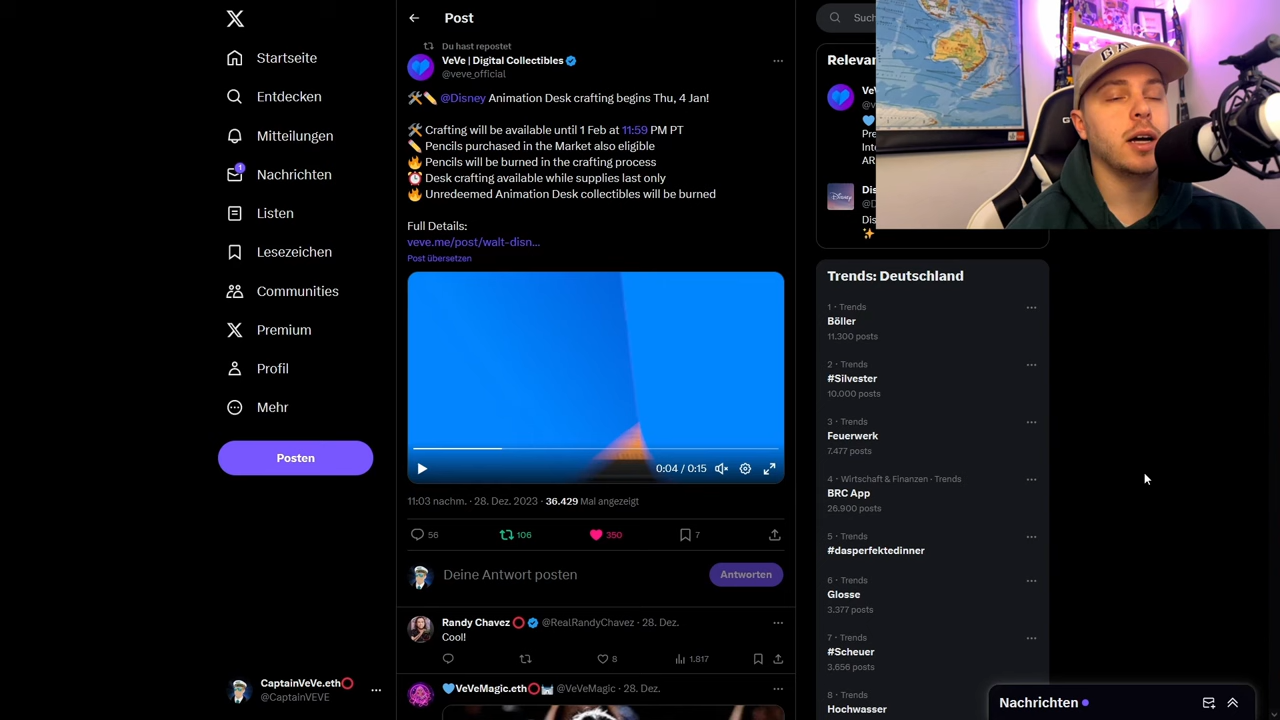 Startseite
Entdecken
Mitteilungen
1
Nachrichten
Listen
Lesezeichen
Communities
Premium
Profil
Mehr
Posten
CaptainVeVe.eth⭕
@CaptainVEVE
Post
Du hast repostet
VeVe | Digital Collectibles
@veve_official
🛠️✏️ @Disney Animation Desk crafting begins Thu, 4 Jan!
🛠️ Crafting will be available until 1 Feb at 11:59 PM PT
✏️ Pencils purchased in the Market also eligible
🔥 Pencils will be burned in the crafting process
⏰ Desk crafting available while supplies last only
🔥 Unredeemed Animation Desk collectibles will be burned
Full Details:
veve.me/post/walt-disn...
Post übersetzen
0:04 / 0:15
11:03 nachm. · 28. Dez. 2023 · 36.429 Mal angezeigt
56 106 350 7
Deine Antwort posten
Antworten
Randy Chavez ⭕ @RealRandyChavez · 28. Dez.
Cool!
8 1.817
🩵VeVeMagic.eth⭕🏰 @VeVeMagic · 28. Dez.
Such
Relevan
Ve
@v
Pre
Int
AR
Dis
@D
Dis
Trends: Deutschland
1 · Trends
Böller
11.300 posts
2 · Trends
#Silvester
10.000 posts
3 · Trends
Feuerwerk
7.477 posts
4 · Wirtschaft & Finanzen · Trends
BRC App
26.900 posts
5 · Trends
#dasperfektedinner
6 · Trends
Glosse
3.377 posts
7 · Trends
#Scheuer
3.656 posts
8 · Trends
Hochwasser
Nachrichten